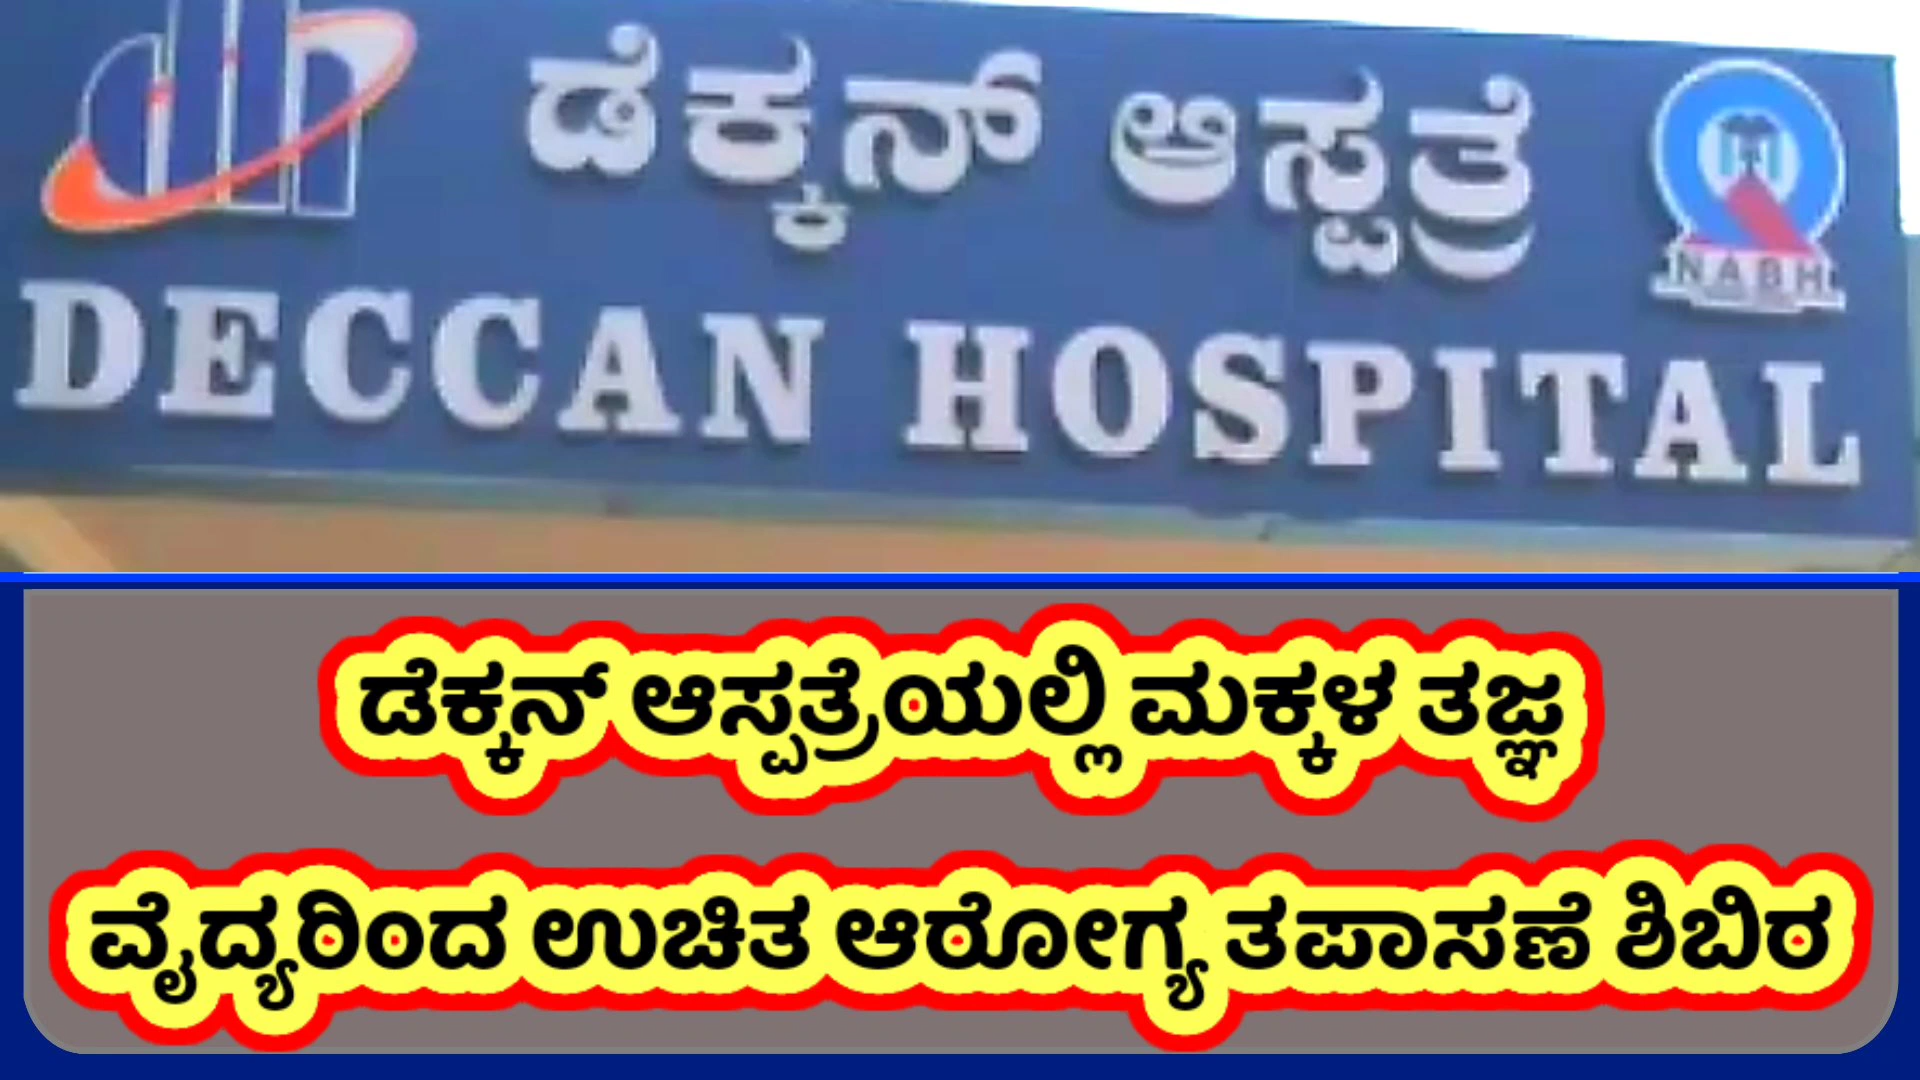 ಡೆಕ್ಕನ್ ಆಸ್ಪತ್ರೆ
NABH
DECCAN HOSPITAL
ಡೆಕ್ಕನ್ ಆಸ್ಪತ್ರೆಯಲ್ಲಿ ಮಕ್ಕಳ ತಜ್ಞ
ವೈದ್ಯರಿಂದ ಉಚಿತ ಆರೋಗ್ಯ ತಪಾಸಣೆ ಶಿಬಿರ